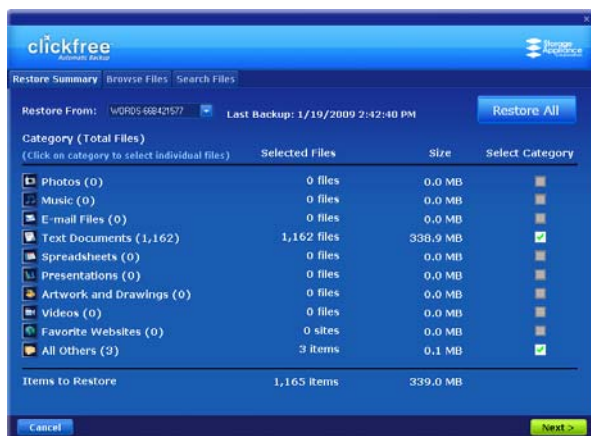 x
clickfree
Automatic Backup
Storage Appliance Corporation
Restore Summary Browse Files Search Files
Restore From: WORDS-668421577 Last Backup: 1/19/2009 2:42:40 PM Restore All
Category (Total Files)
(Click on category to select individual files) Selected Files Size Select Category
Photos (0) 0 files 0.0 MB
Music (0) 0 files 0.0 MB
E-mail Files (0) 0 files 0.0 MB
Text Documents (1,162) 1,162 files 338.9 MB
Spreadsheets (0) 0 files 0.0 MB
Presentations (0) 0 files 0.0 MB
Artwork and Drawings (0) 0 files 0.0 MB
Videos (0) 0 files 0.0 MB
Favorite Websites (0) 0 sites 0.0 MB
All Others (3) 3 items 0.1 MB
Items to Restore 1,165 items 339.0 MB
Cancel Next >